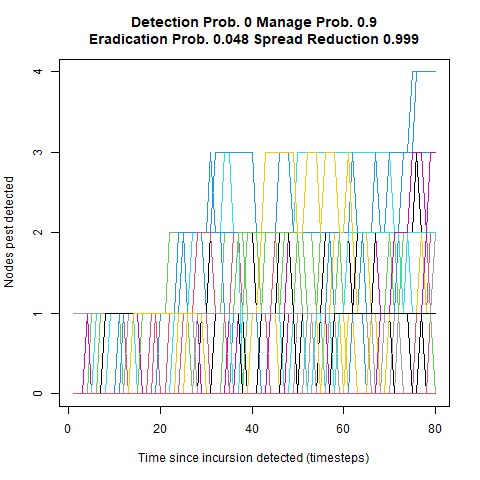 Detection Prob. 0 Manage Prob. 0.9
Eradication Prob. 0.048 Spread Reduction 0.999
Nodes pest detected
4
3
2
1
0
0 20 40 60 80
Time since incursion detected (timesteps)